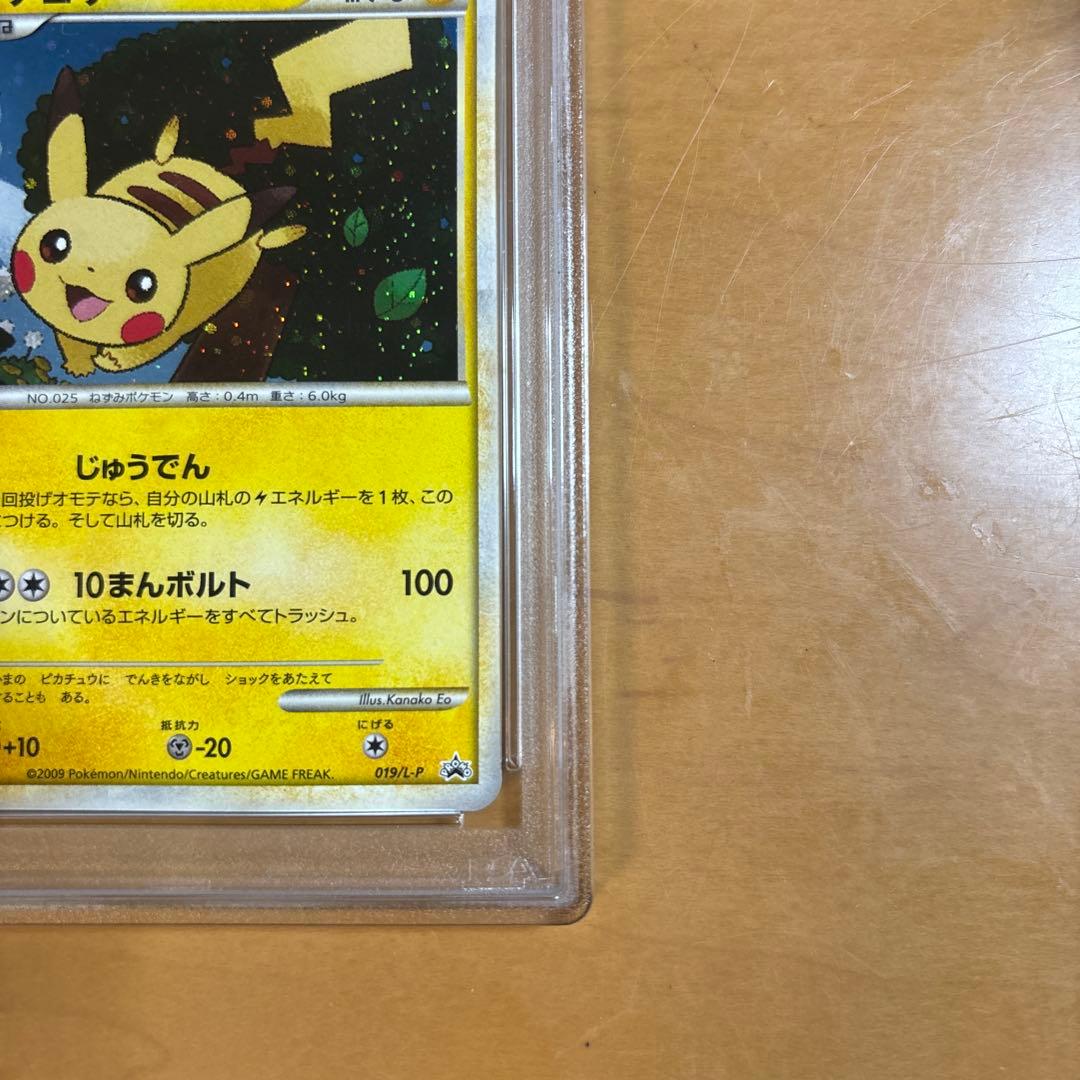 NO.025 ねずみポケモン 高さ：0.4m 重さ：6.0kg
じゅうでん
回投げオモテなら、自分の山札のエネルギーを1枚、この
つける。そして山札を切る。
10まんボルト 100
ンについているエネルギーをすべてトラッシュ。
まの ピカチュウに でんきをながし ショックをあたえて
することも ある。
Illus.Kanako Eo
抵抗力 にげる
+10 -20
©2009 Pokémon/Nintendo/Creatures/GAME FREAK. 019/L-P
PROMO